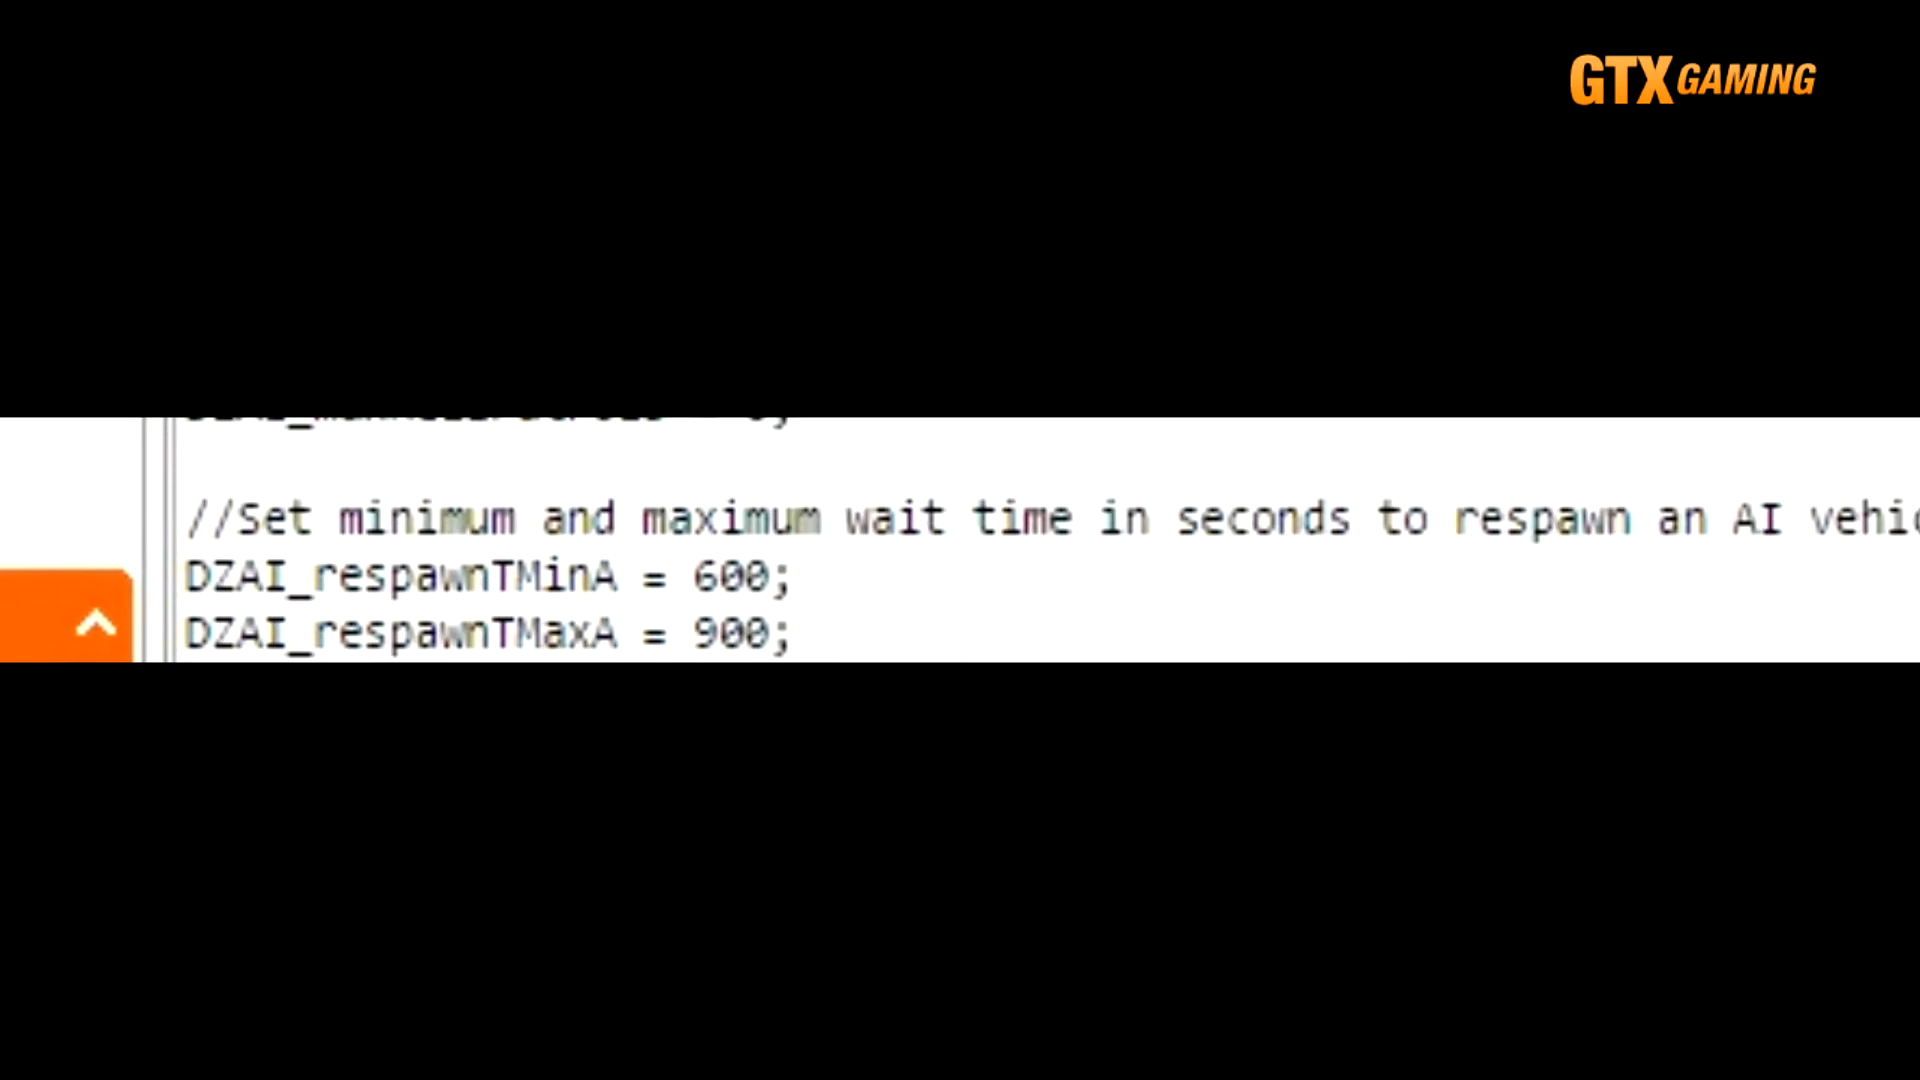 GTX GAMING
//Set minimum and maximum wait time in seconds to respawn an AI
DZAI_respawnTMinA = 600;
DZAI_respawnTMaxA = 900;